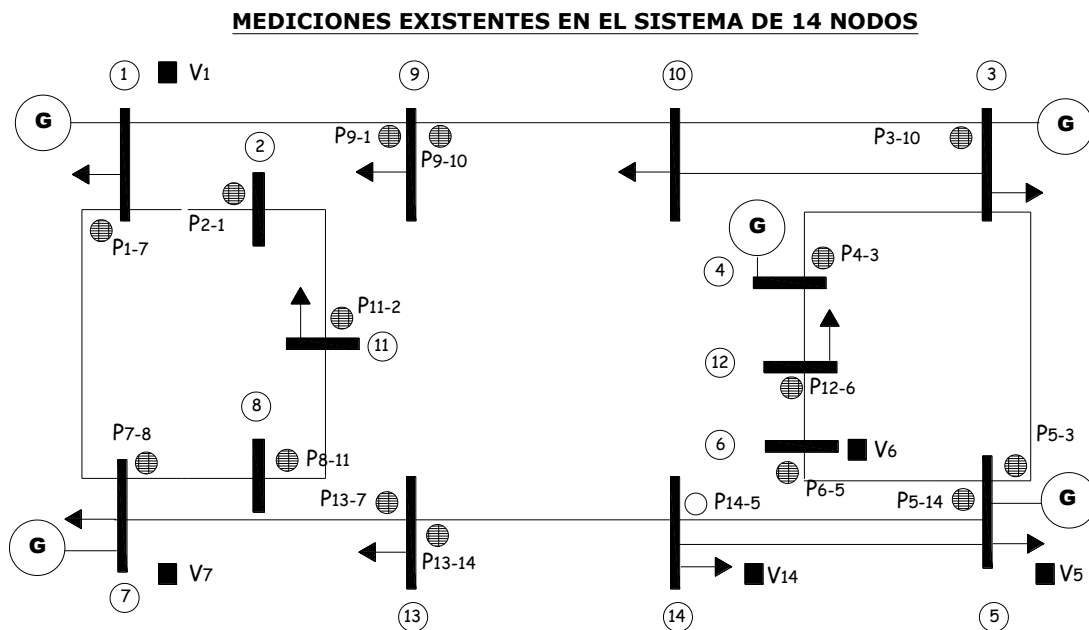 MEDICIONES EXISTENTES EN EL SISTEMA DE 14 NODOS
1
V1
9
10
3
G
P9-1
P9-10
P3-10
G
2
P2-1
P1-7
G
4
P4-3
P11-2
11
12
P12-6
8
P7-8
P8-11
6
V6
P6-5
P5-3
P13-7
P14-5
P5-14
G
G
P13-14
V7
V14
V5
7
13
14
5